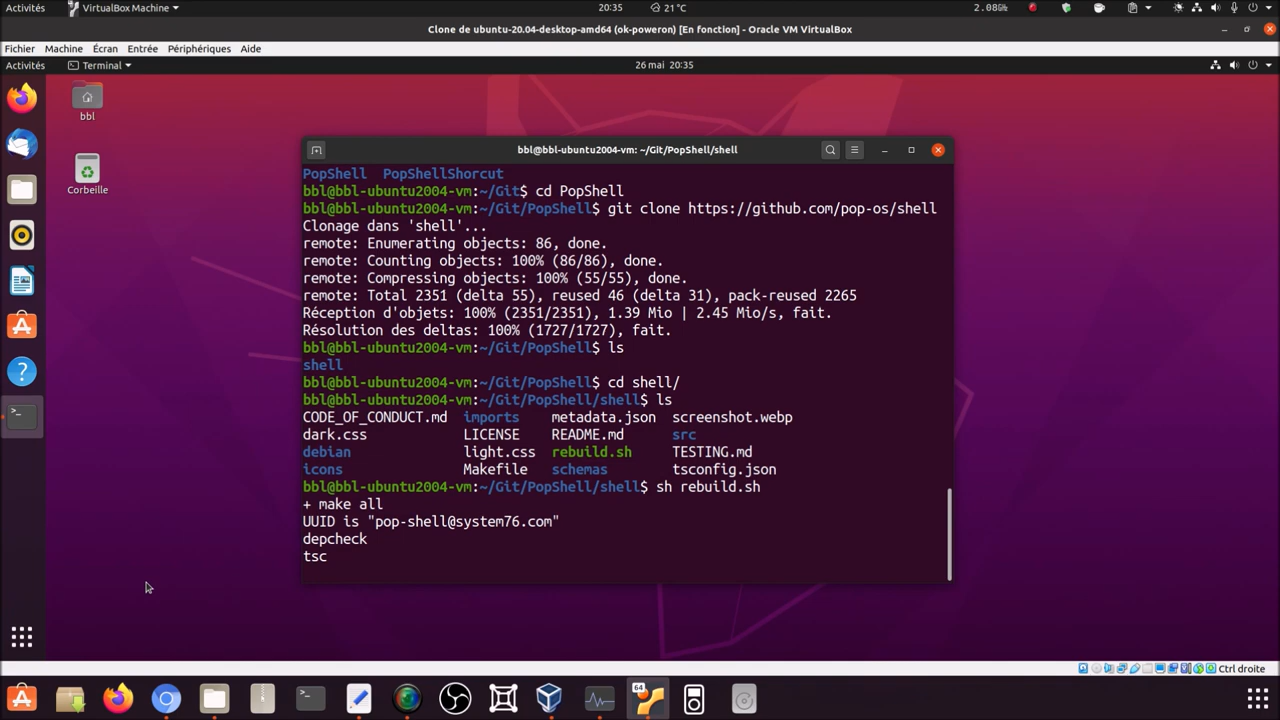 Activités VirtualBox Machine 20:35 21 °C 2.08GHz
Clone de ubuntu-20.04-desktop-amd64 (ok-poweron) [En fonction] - Oracle VM VirtualBox
Fichier Machine Écran Entrée Périphériques Aide
Activités Terminal 26 mai 20:35
bbl
Corbeille
bbl@bbl-ubuntu2004-vm: ~/Git/PopShell/shell
PopShell PopShellShorcut
bbl@bbl-ubuntu2004-vm:~/Git$ cd PopShell
bbl@bbl-ubuntu2004-vm:~/Git/PopShell$ git clone https://github.com/pop-os/shell
Clonage dans 'shell'...
remote: Enumerating objects: 86, done.
remote: Counting objects: 100% (86/86), done.
remote: Compressing objects: 100% (55/55), done.
remote: Total 2351 (delta 55), reused 46 (delta 31), pack-reused 2265
Réception d'objets: 100% (2351/2351), 1.39 Mio | 2.45 Mio/s, fait.
Résolution des deltas: 100% (1727/1727), fait.
bbl@bbl-ubuntu2004-vm:~/Git/PopShell$ ls
shell
bbl@bbl-ubuntu2004-vm:~/Git/PopShell$ cd shell/
bbl@bbl-ubuntu2004-vm:~/Git/PopShell/shell$ ls
CODE_OF_CONDUCT.md imports metadata.json screenshot.webp
dark.css LICENSE README.md src
debian light.css rebuild.sh TESTING.md
icons Makefile schemas tsconfig.json
bbl@bbl-ubuntu2004-vm:~/Git/PopShell/shell$ sh rebuild.sh
+ make all
UUID is "pop-shell@system76.com"
depcheck
tsc
Ctrl droite
64